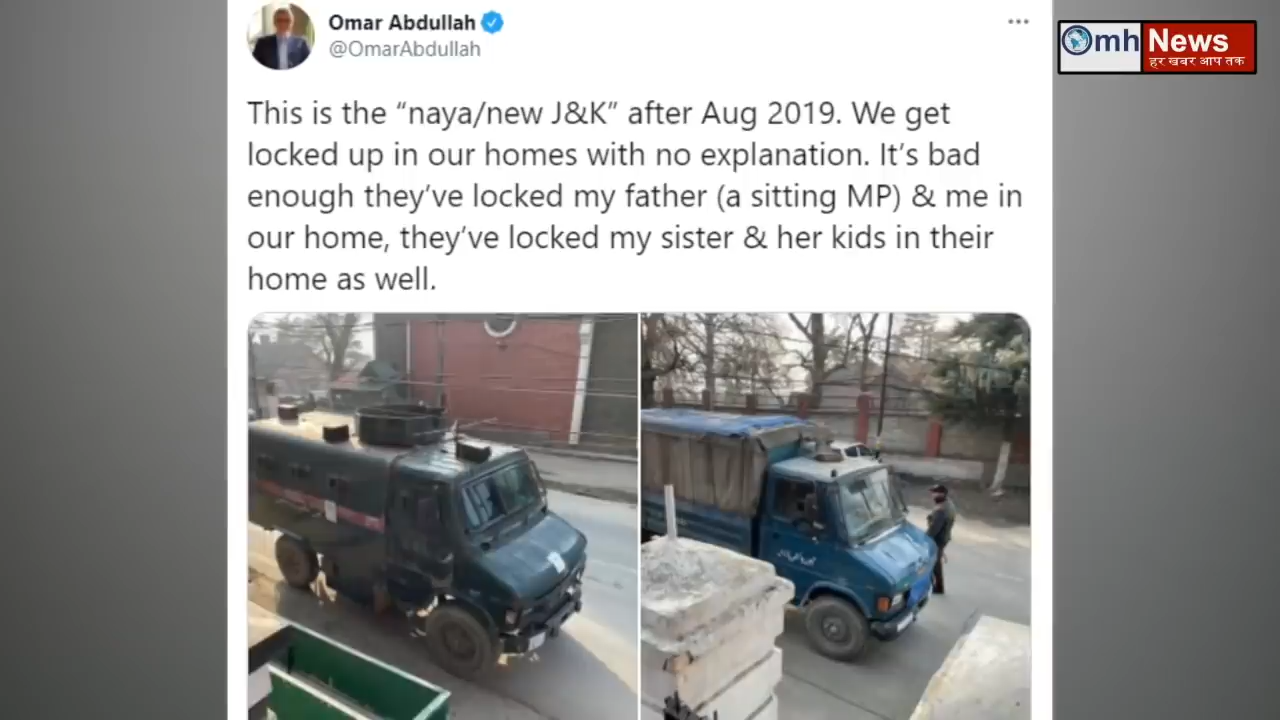 Omar Abdullah
@OmarAbdullah
Omh News
हर खबर आप तक
This is the “naya/new J&K” after Aug 2019. We get
locked up in our homes with no explanation. It’s bad
enough they’ve locked my father (a sitting MP) & me in
our home, they’ve locked my sister & her kids in their
home as well.